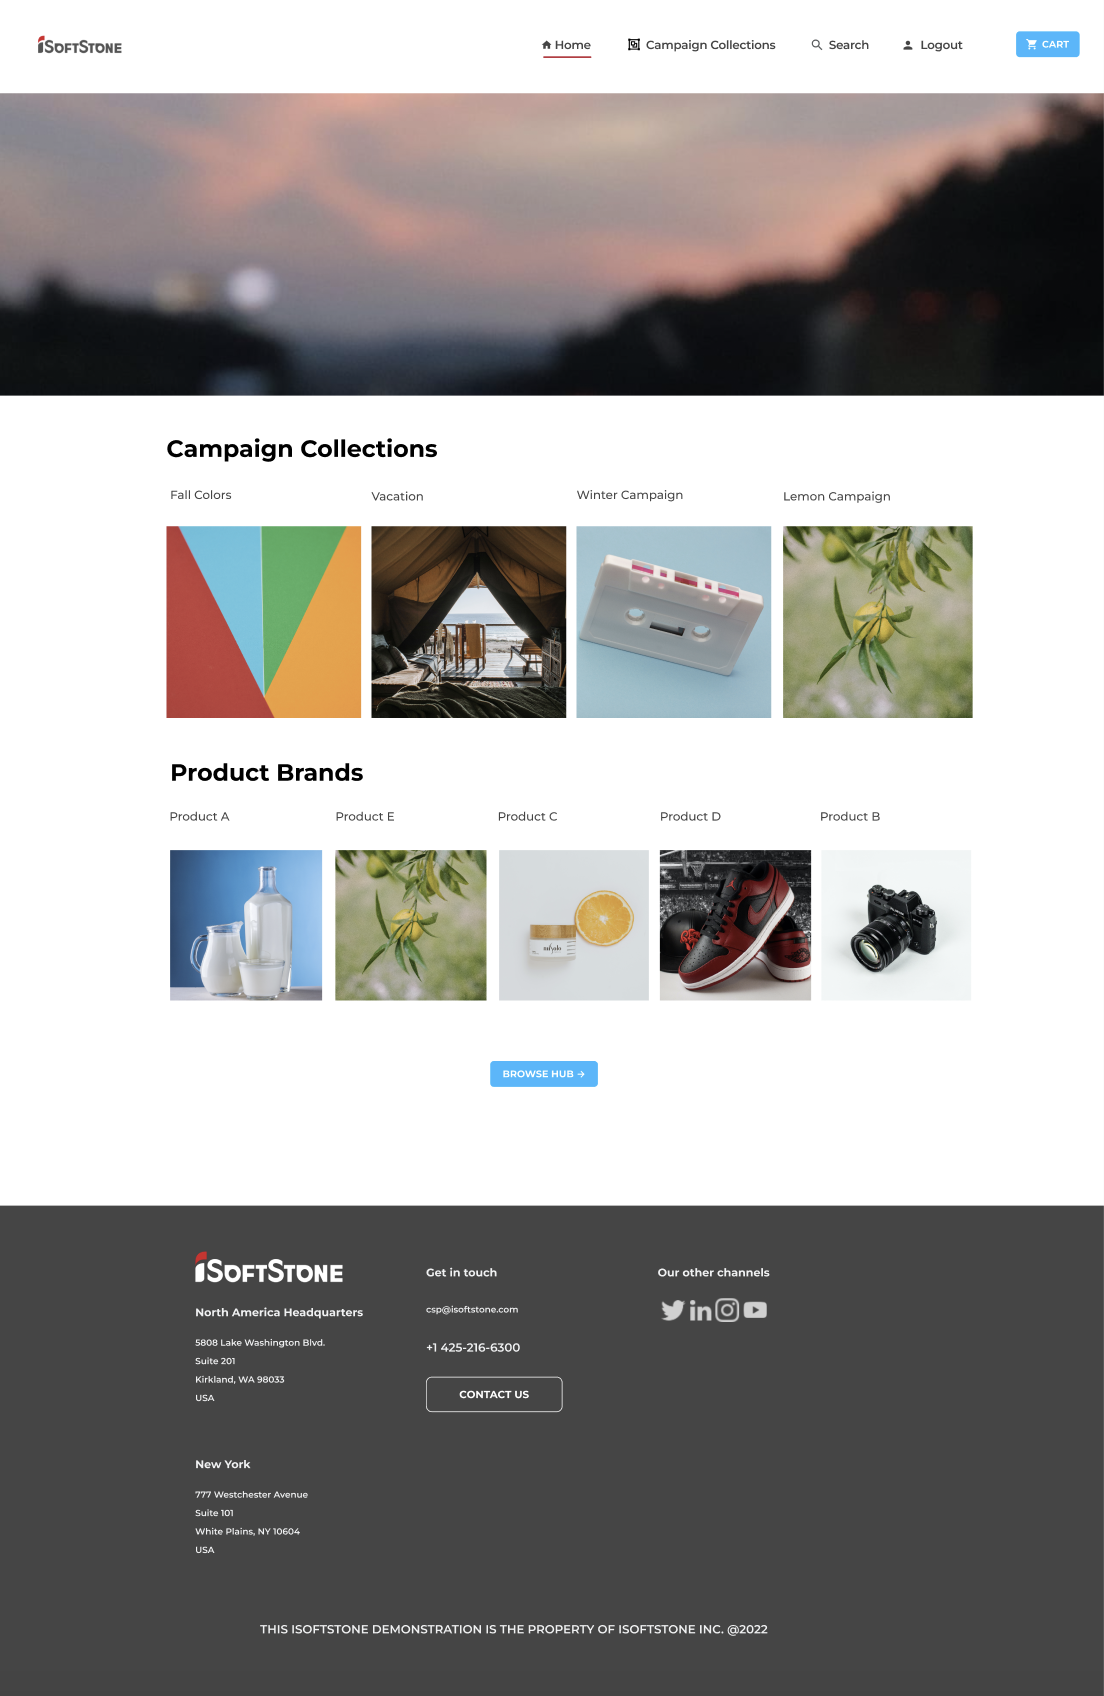 iSoftStone
Home
Campaign Collections
Search
Logout
CART
Campaign Collections
Fall Colors
Vacation
Winter Campaign
Lemon Campaign
Product Brands
Product A
Product E
Product C
Product D
Product B
BROWSE HUB →
iSoftStone
North America Headquarters
5808 Lake Washington Blvd.
Suite 201
Kirkland, WA 98033
USA
New York
777 Westchester Avenue
Suite 101
White Plains, NY 10604
USA
Get in touch
csp@isoftstone.com
+1 425-216-6300
CONTACT US
Our other channels
THIS ISOFTSTONE DEMONSTRATION IS THE PROPERTY OF ISOFTSTONE INC. @2022